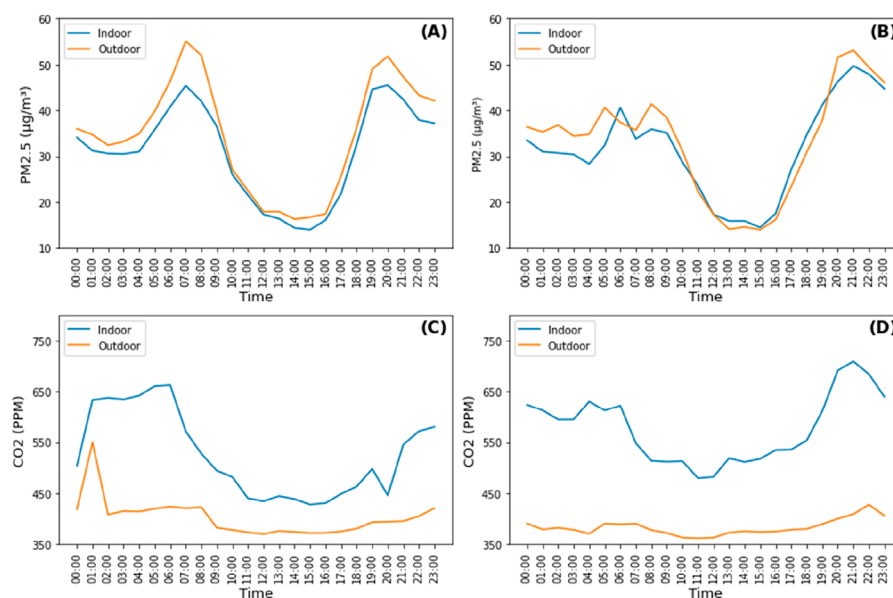 (A)
Indoor
Outdoor
PM2.5 (µg/m³)
60
50
40
30
20
10
00:00 01:00 02:00 03:00 04:00 05:00 06:00 07:00 08:00 09:00 10:00 11:00 12:00 13:00 14:00 15:00 16:00 17:00 18:00 19:00 20:00 21:00 22:00 23:00
Time
(B)
Indoor
Outdoor
PM2.5 (µg/m³)
60
50
40
30
20
10
00:00 01:00 02:00 03:00 04:00 05:00 06:00 07:00 08:00 09:00 10:00 11:00 12:00 13:00 14:00 15:00 16:00 17:00 18:00 19:00 20:00 21:00 22:00 23:00
Time
(C)
Indoor
Outdoor
CO2 (PPM)
750
650
550
450
350
00:00 01:00 02:00 03:00 04:00 05:00 06:00 07:00 08:00 09:00 10:00 11:00 12:00 13:00 14:00 15:00 16:00 17:00 18:00 19:00 20:00 21:00 22:00 23:00
Time
(D)
Indoor
Outdoor
CO2 (PPM)
750
650
550
450
350
00:00 01:00 02:00 03:00 04:00 05:00 06:00 07:00 08:00 09:00 10:00 11:00 12:00 13:00 14:00 15:00 16:00 17:00 18:00 19:00 20:00 21:00 22:00 23:00
Time